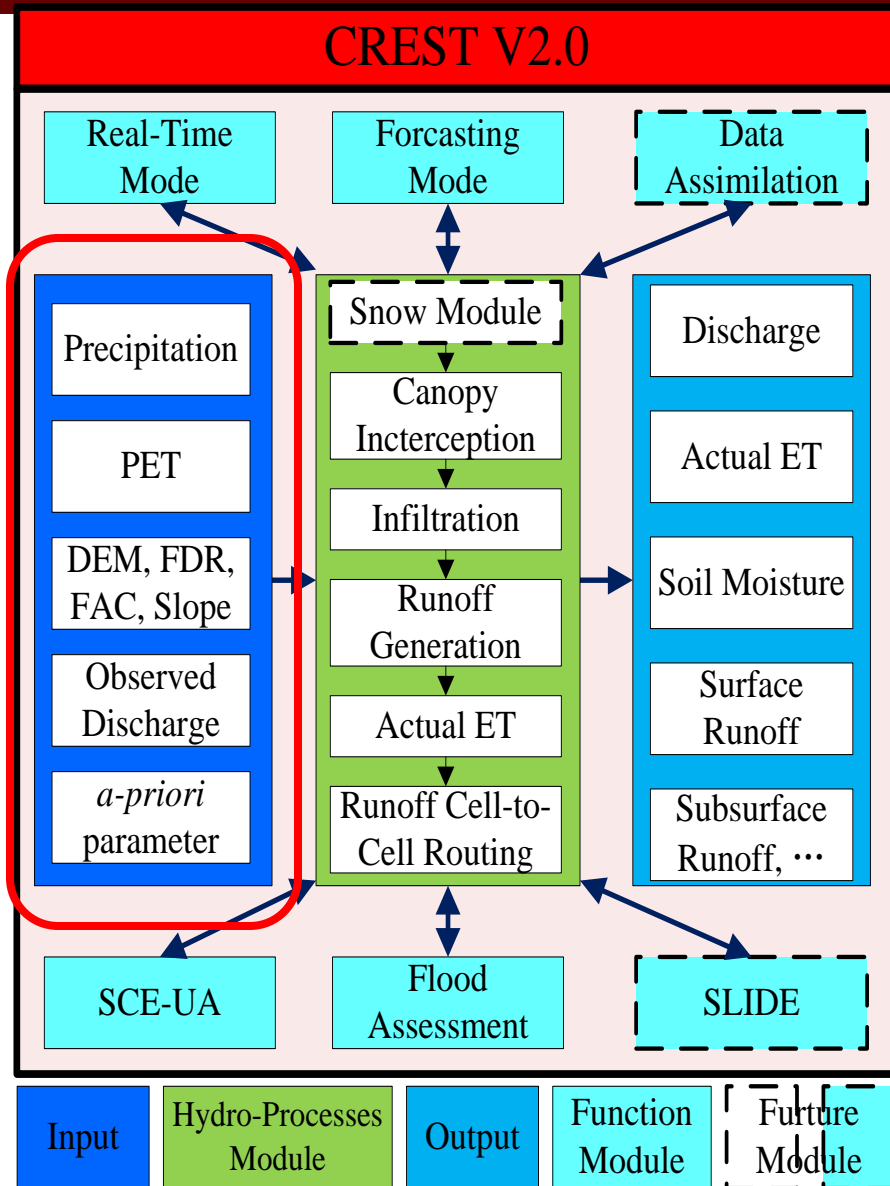 CREST V2.0
Real-Time
Mode
Forcasting
Mode
Data
Assimilation
Precipitation
PET
DEM, FDR,
FAC, Slope
Observed
Discharge
a-priori
parameter
Snow Module
Canopy
Incterception
Infiltration
Runoff
Generation
Actual ET
Runoff Cell-to-
Cell Routing
Discharge
Actual ET
Soil Moisture
Surface
Runoff
Subsurface
Runoff, ···
SCE-UA
Flood
Assessment
SLIDE
Input
Hydro-Processes
Module
Output
Function
Module
Furture
Module